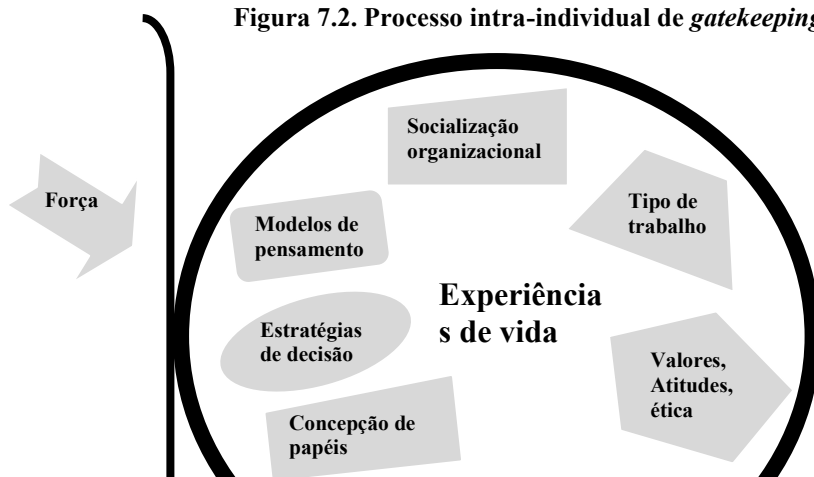 Figura 7.2. Processo intra-individual de gatekeeping
Socialização
organizacional
Força
Tipo de
trabalho
Modelos de
pensamento
Experiência
s de vida
Estratégias
de decisão
Valores,
Atitudes,
ética
Concepção de
papéis